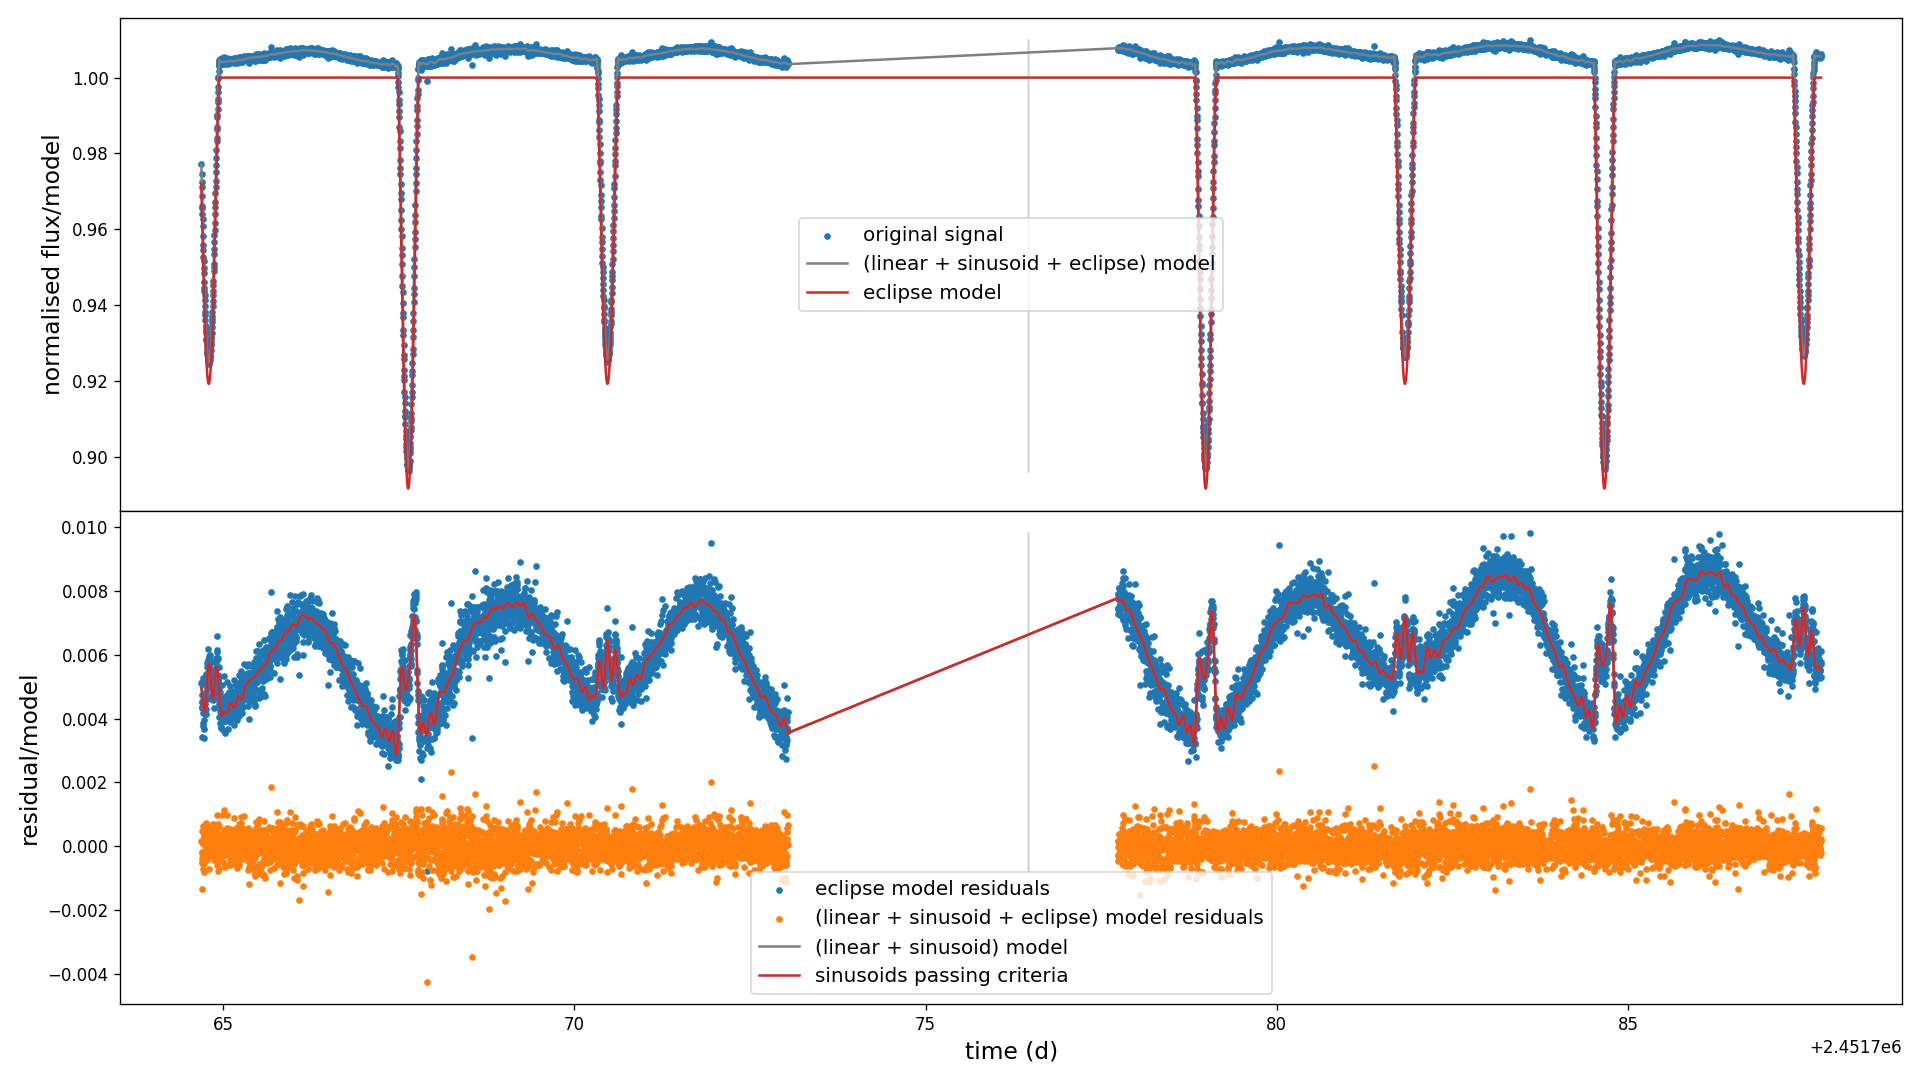 normalised flux/model
1.00
0.98
0.96
0.94
0.92
0.90
original signal
(linear + sinusoid + eclipse) model
eclipse model
residual/model
0.010
0.008
0.006
0.004
0.002
0.000
−0.002
−0.004
eclipse model residuals
(linear + sinusoid + eclipse) model residuals
(linear + sinusoid) model
sinusoids passing criteria
65
70
75
80
85
time (d)
+2.4517e6